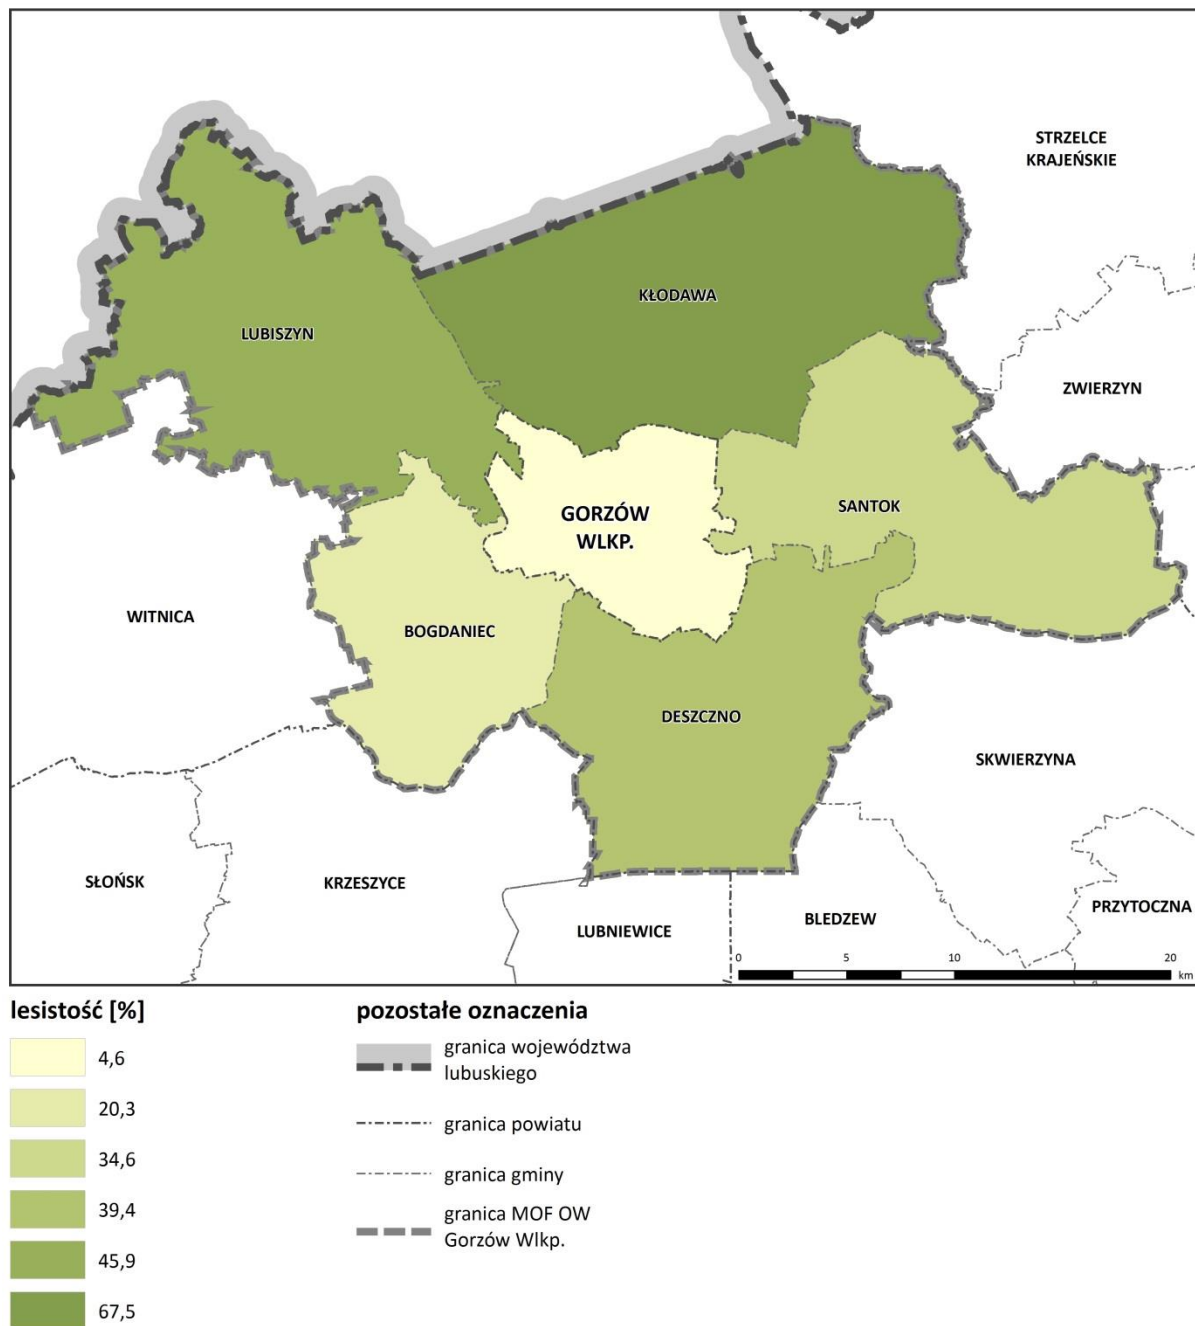 STRZELCE
KRAJEŃSKIE
KŁODAWA
LUBISZYN
ZWIERZYN
GORZÓW
WLKP.
SANTOK
WITNICA
BOGDANIEC
DESZCZNO
SKWIERZYNA
SŁOŃSK
KRZESZYCE
LUBNIEWICE
BLEDZEW
PRZYTOCZNA
0 5 10 20
km
lesistość [%]
4,6
20,3
34,6
39,4
45,9
67,5
pozostałe oznaczenia
granica województwa
lubuskiego
granica powiatu
granica gminy
granica MOF OW
Gorzów Wlkp.